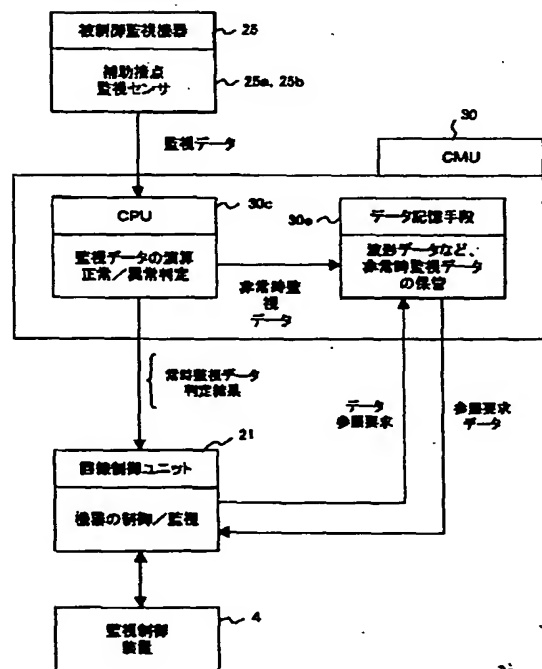 被制御監視機器
25
補助接点
監視センサ
25a, 25b
監視データ
30
CMU
CPU
30c
監視データの演算
正常／異常判定
非常時監
視
データ
30e
データ記憶手段
波形データなど、
非常時監視データ
の保管
常時監視データ
判定結果
データ
参照要求
参照要求
データ
21
回線制御ユニット
機器の制御／監視
4
監視制御
装置